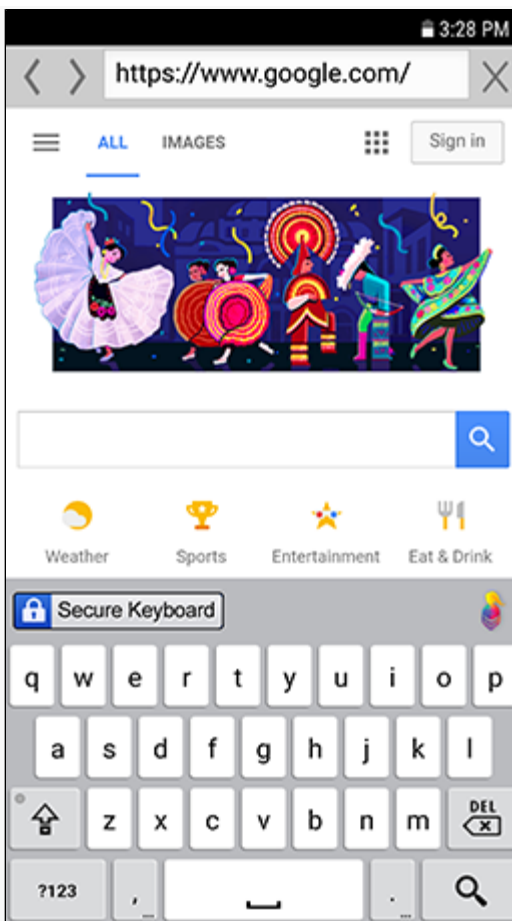 3:28 PM
https://www.google.com/
ALL IMAGES Sign in
Weather Sports Entertainment Eat & Drink
Secure Keyboard
q w e r t y u i o p
a s d f g h j k l
z x c v b n m DEL
?123 , .